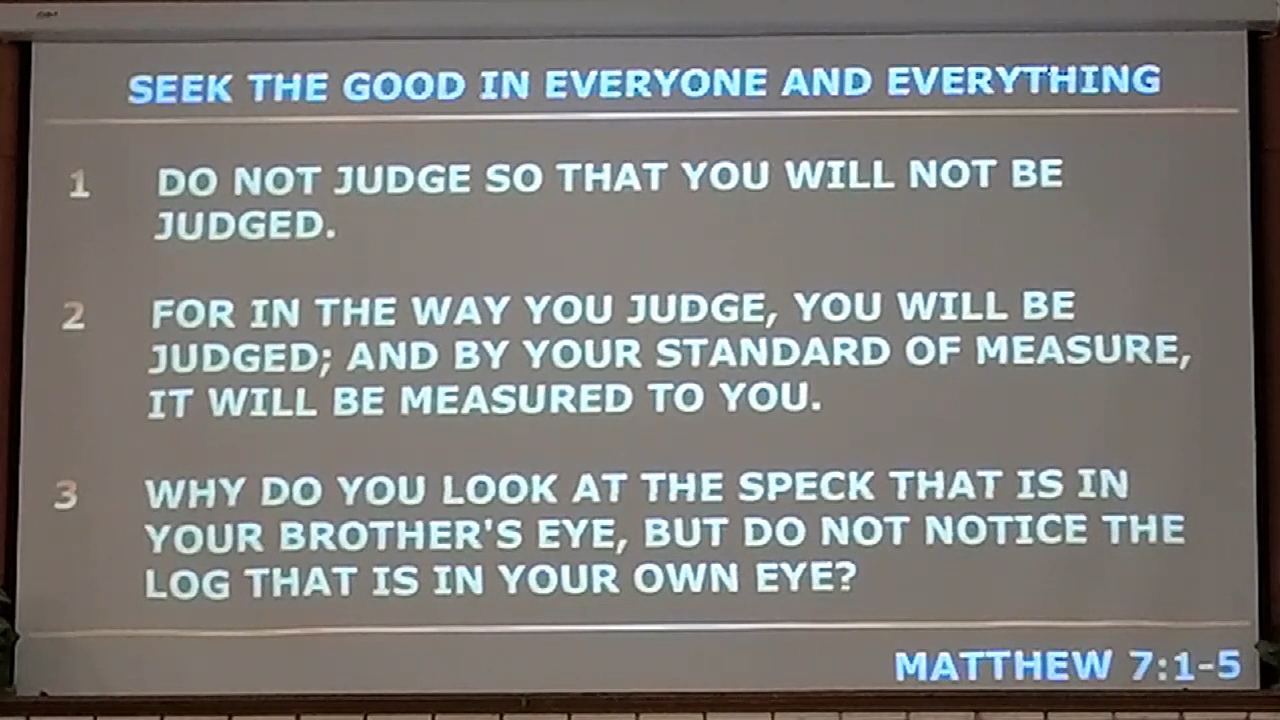 SEEK THE GOOD IN EVERYONE AND EVERYTHING
1 DO NOT JUDGE SO THAT YOU WILL NOT BE
JUDGED.
2 FOR IN THE WAY YOU JUDGE, YOU WILL BE
JUDGED; AND BY YOUR STANDARD OF MEASURE,
IT WILL BE MEASURED TO YOU.
3 WHY DO YOU LOOK AT THE SPECK THAT IS IN
YOUR BROTHER'S EYE, BUT DO NOT NOTICE THE
LOG THAT IS IN YOUR OWN EYE?
MATTHEW 7:1-5